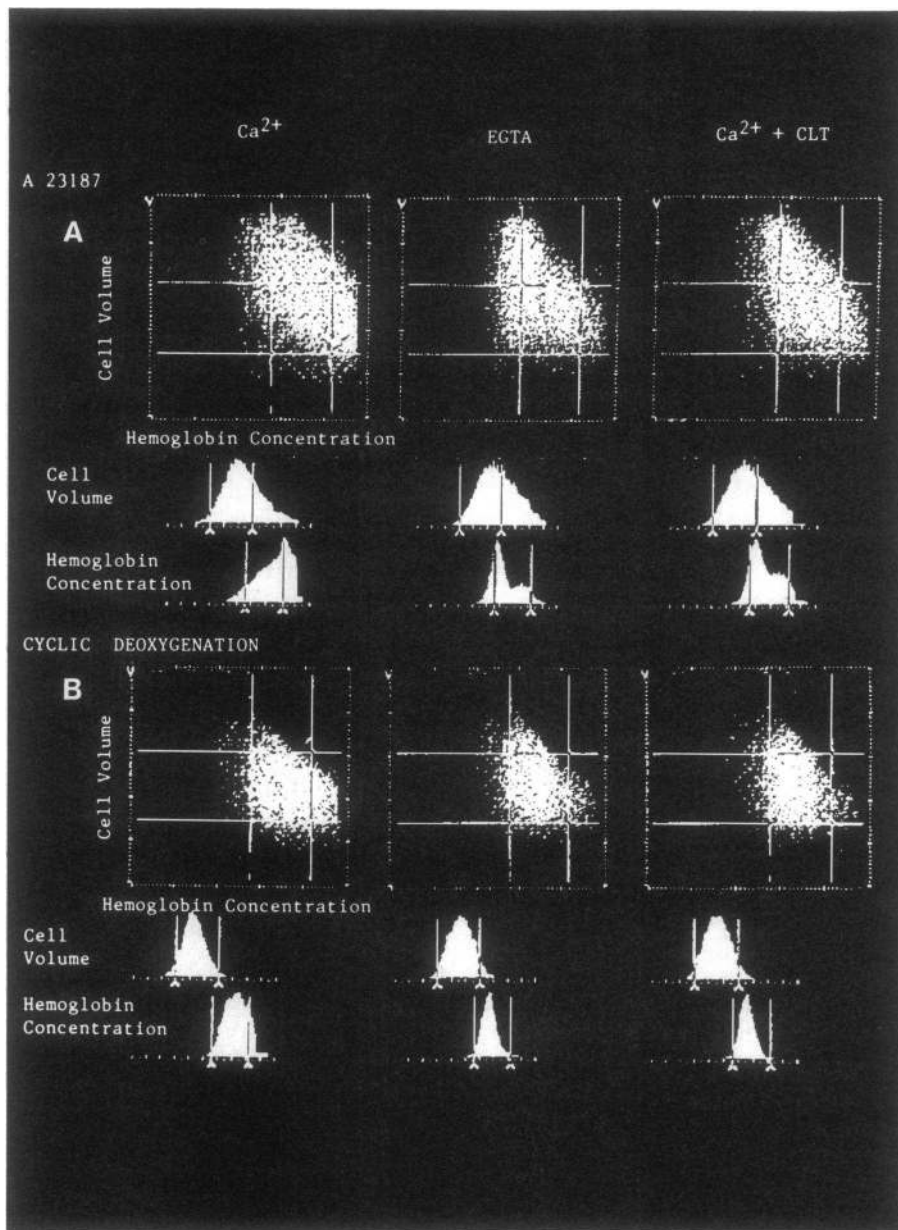 Ca2+ EGTA Ca2+ + CLT
A 23187
A
Cell Volume
Hemoglobin Concentration
Cell
Volume
Hemoglobin
Concentration
CYCLIC DEOXYGENATION
B
Cell Volume
Hemoglobin Concentration
Cell
Volume
Hemoglobin
Concentration